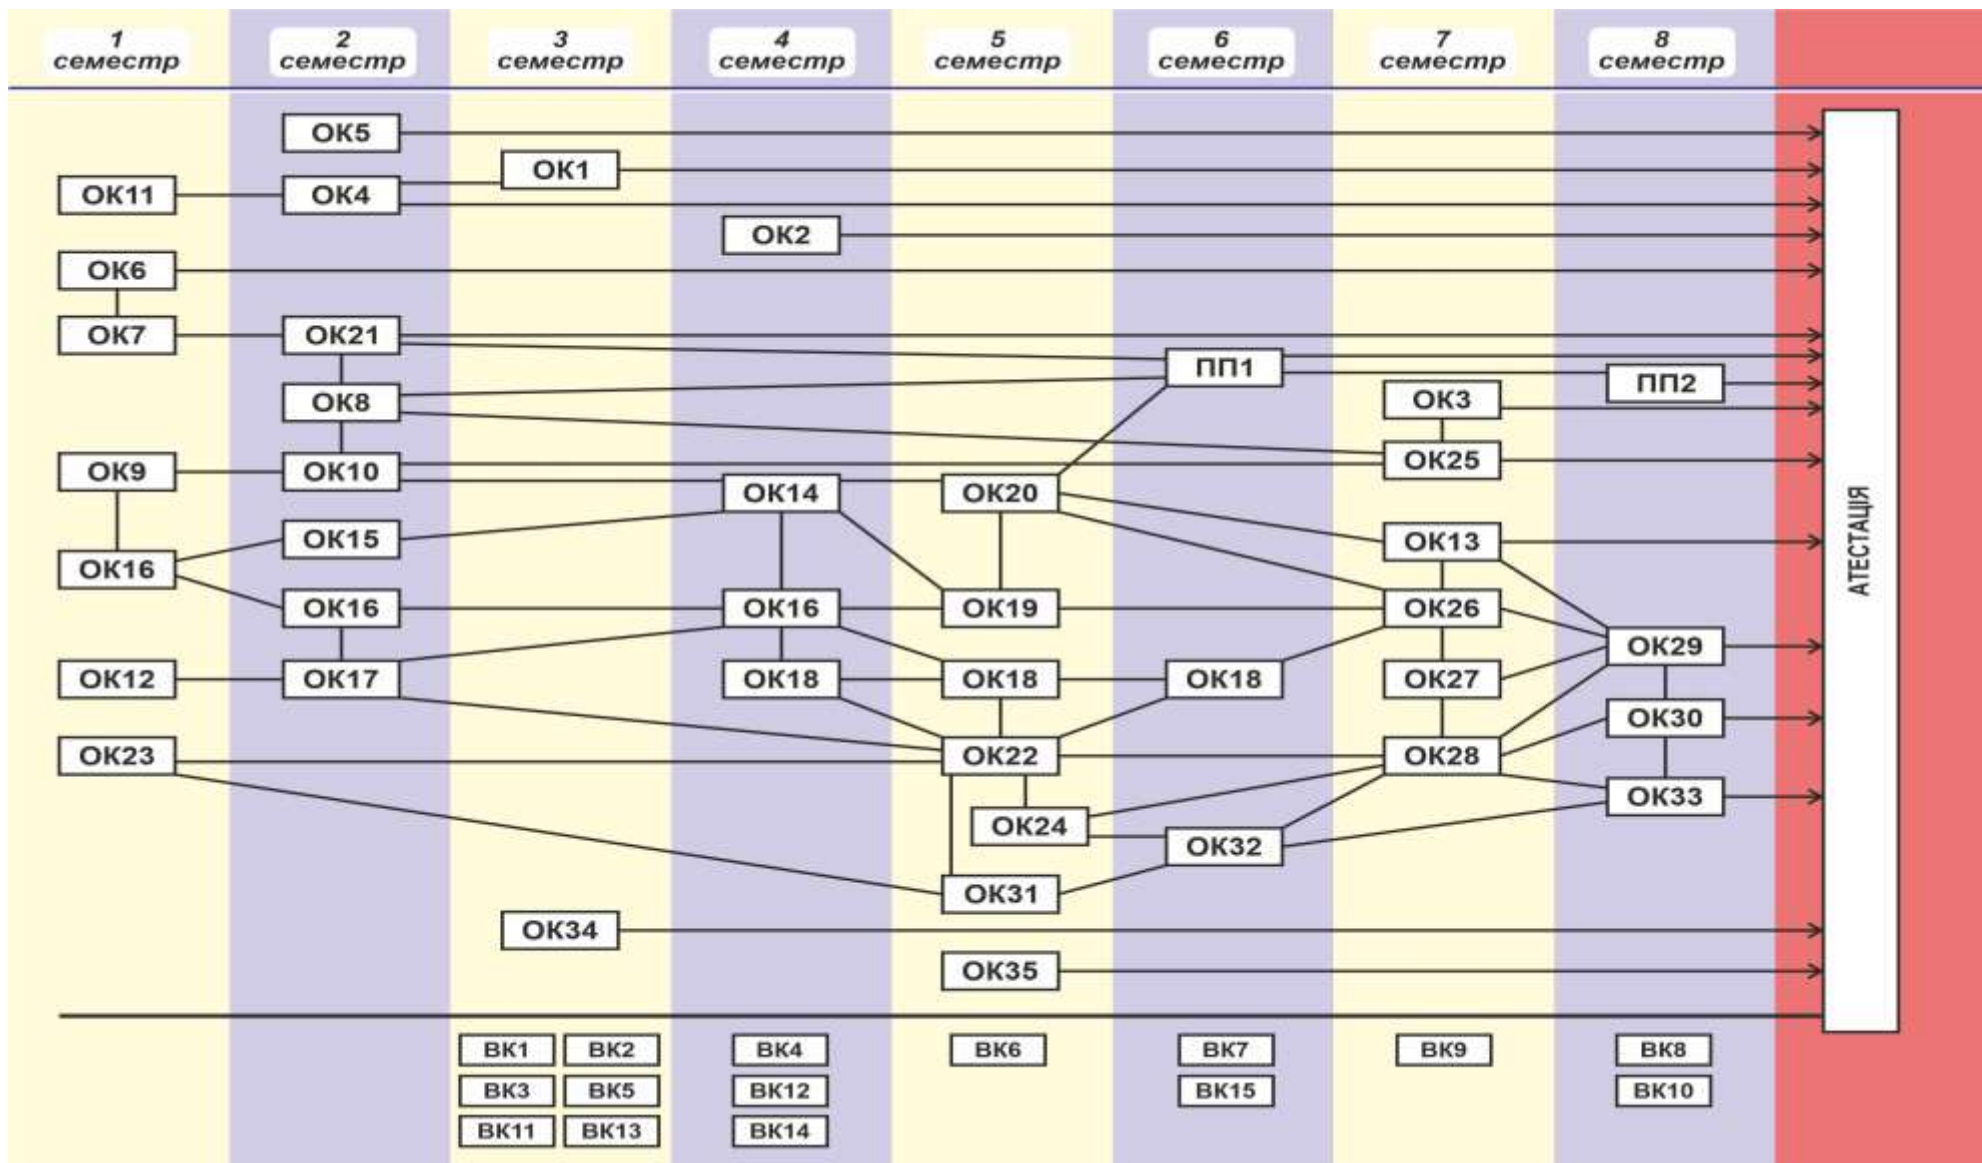 1 семестр
2 семестр
3 семестр
4 семестр
5 семестр
6 семестр
7 семестр
8 семестр
ОК5
ОК1
ОК11
ОК4
ОК2
ОК6
ОК7
ОК21
ПП1
ПП2
ОК8
ОК3
ОК9
ОК10
ОК25
ОК14
ОК20
ОК15
ОК13
ОК16
ОК16
ОК16
ОК19
ОК26
ОК29
ОК12
ОК17
ОК18
ОК18
ОК18
ОК27
ОК30
ОК23
ОК22
ОК28
ОК33
ОК24
ОК32
ОК31
ОК34
ОК35
АТЕСТАЦІЯ
ВК1 ВК2 ВК4 ВК6 ВК7 ВК9 ВК8
ВК3 ВК5 ВК12 ВК15 ВК10
ВК11 ВК13 ВК14